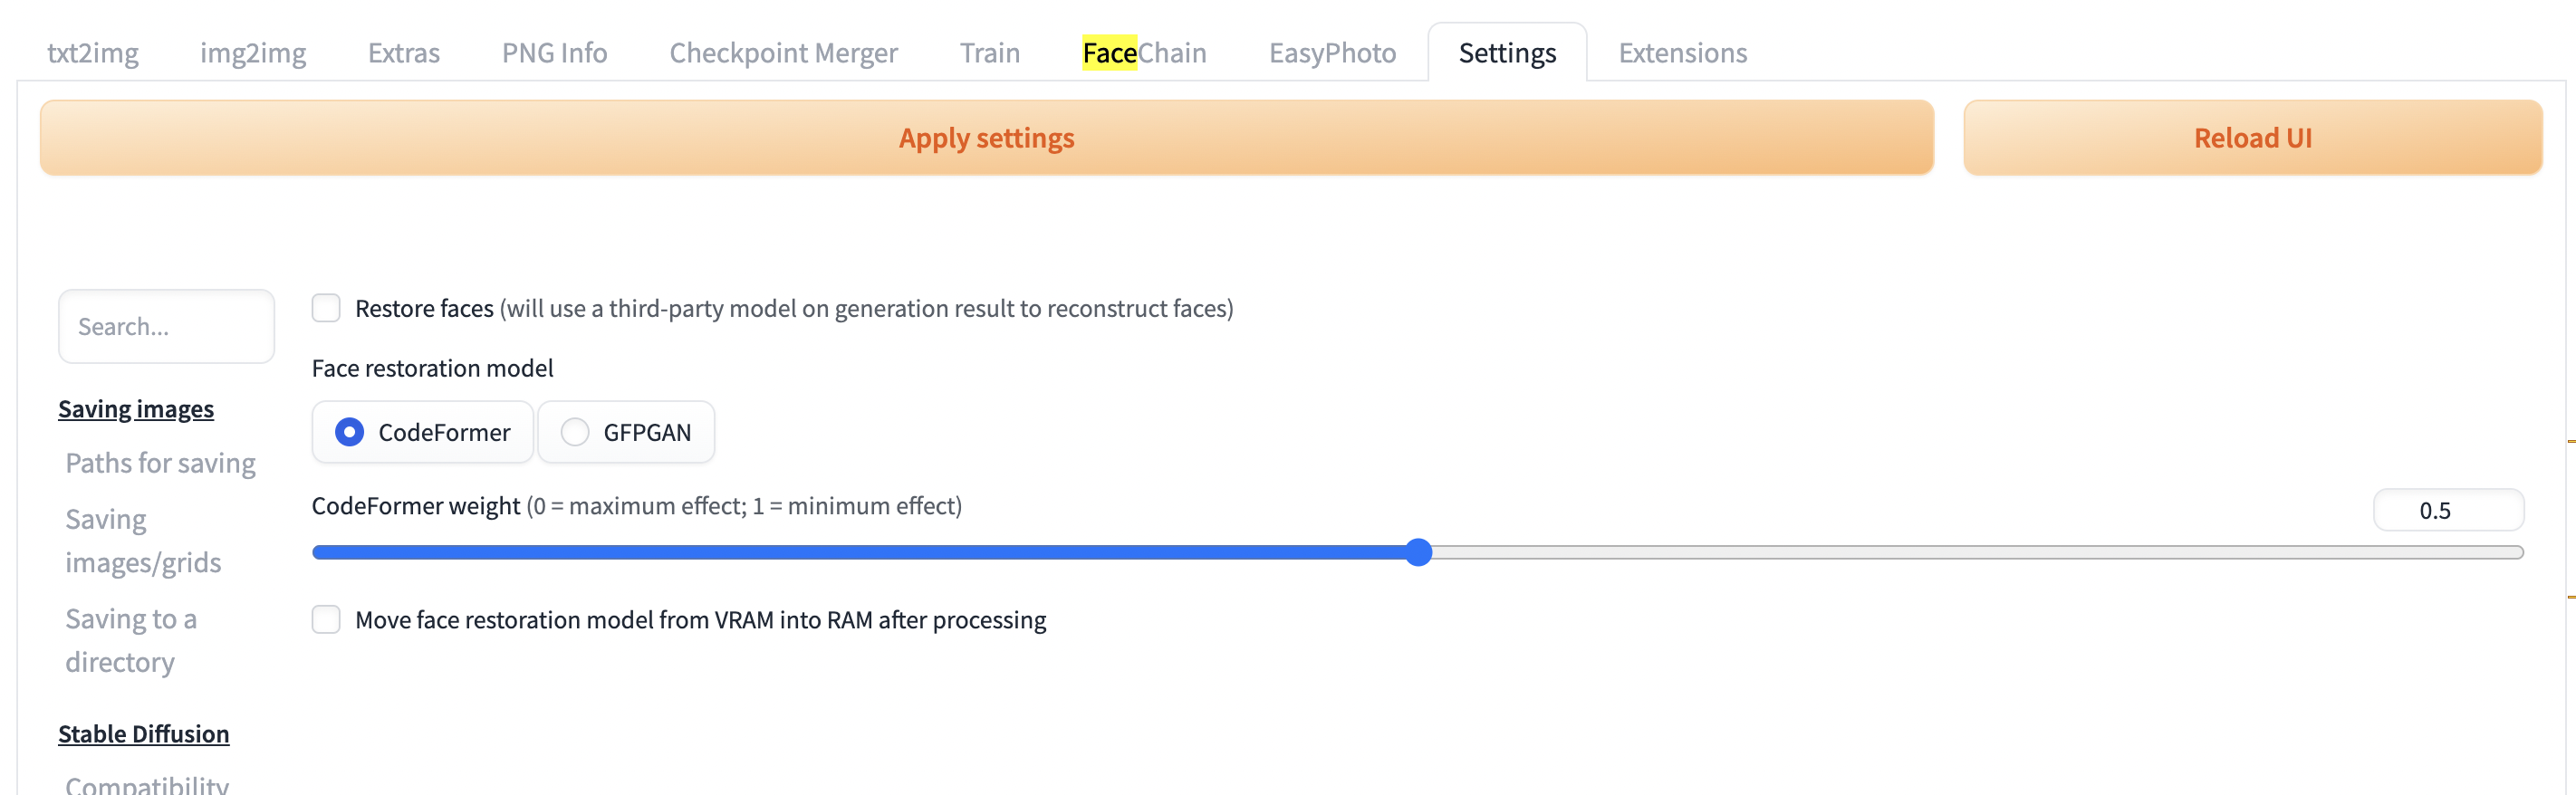 txt2img img2img Extras PNG Info Checkpoint Merger Train FaceChain EasyPhoto Settings Extensions
Apply settings Reload UI
Search...
Saving images
Paths for saving
Saving
images/grids
Saving to a
directory
Stable Diffusion
Compatibility
Restore faces (will use a third-party model on generation result to reconstruct faces)
Face restoration model
CodeFormer GFPGAN
CodeFormer weight (0 = maximum effect; 1 = minimum effect) 0.5
Move face restoration model from VRAM into RAM after processing